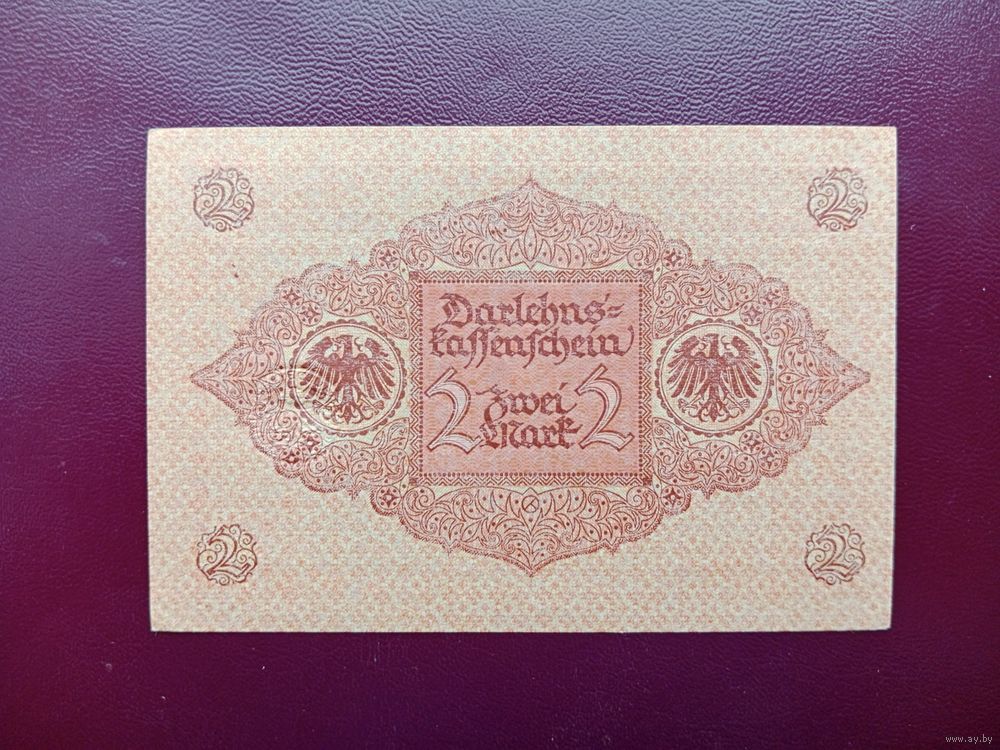 2 2
Darlehns=
kassenschein
2 Zwei 2
Mark
2 2
www.ay.by